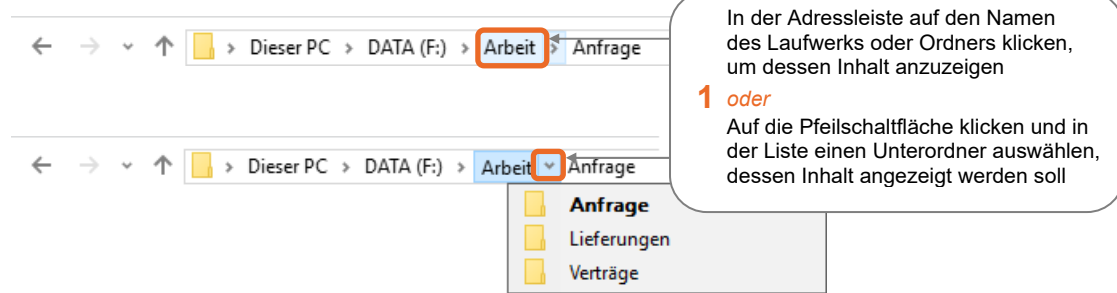 In der Adressleiste auf den Namen
des Laufwerks oder Ordners klicken,
um dessen Inhalt anzuzeigen
1 oder
Auf die Pfeilschaltfläche klicken und in
der Liste einen Unterordner auswählen,
dessen Inhalt angezeigt werden soll
Dieser PC > DATA (F:) > Arbeit > Anfrage
Dieser PC > DATA (F:) > Arbeit Anfrage
Anfrage
Lieferungen
Verträge